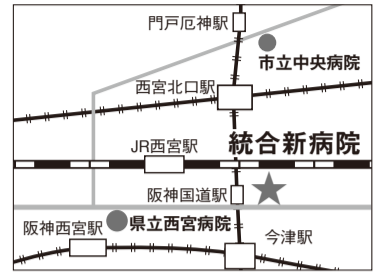 門戸厄神駅
市立中央病院
西宮北口駅
統合新病院
JR西宮駅
阪神国道駅
県立西宮病院
阪神西宮駅
今津駅